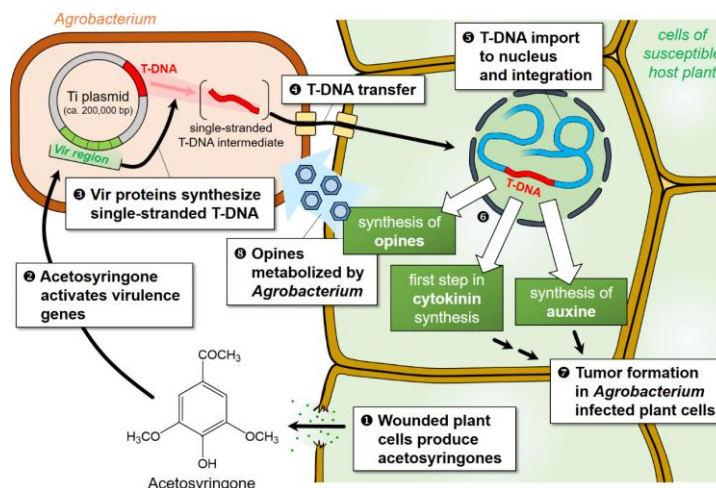 Agrobacterium
T-DNA
Ti plasmid
(ca. 200,000 bp)
Vir region
single-stranded
T-DNA intermediate
❹ T-DNA transfer
❺ T-DNA import
to nucleus
and integration
cells of
susceptible
host plant
❸ Vir proteins synthesize
single-stranded T-DNA
T-DNA
❻
synthesis of
opines
❽ Opines
metabolized by
Agrobacterium
first step in
cytokinin
synthesis
synthesis of
auxine
❷ Acetosyringone
activates virulence
genes
❼ Tumor formation
in Agrobacterium
infected plant cells
COCH₃
H₃CO
OCH₃
OH
Acetosyringone
❶ Wounded plant
cells produce
acetosyringones